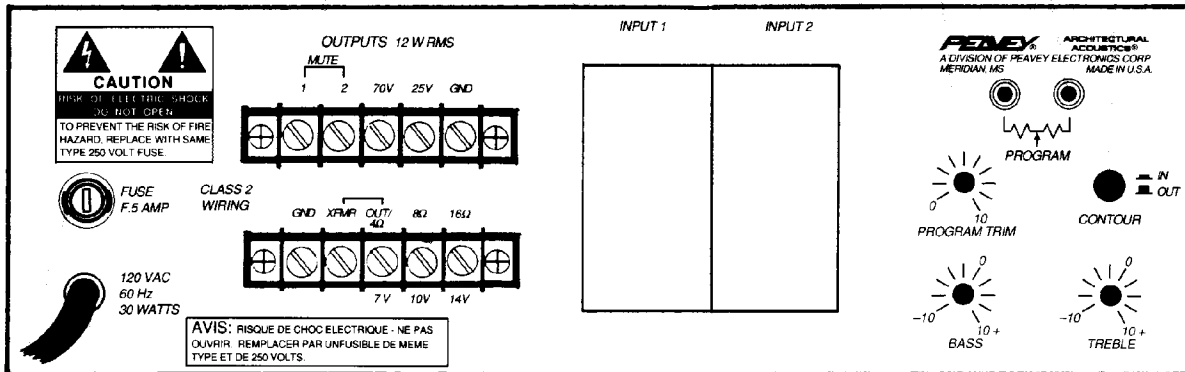 CAUTION
RISK OF ELECTRIC SHOCK
DO NOT OPEN
TO PREVENT THE RISK OF FIRE
HAZARD, REPLACE WITH SAME
TYPE 250 VOLT FUSE.
FUSE
F.5 AMP
CLASS 2
WIRING
120 VAC
60 Hz
30 WATTS
OUTPUTS 12 W RMS
MUTE
1 2 70V 25V GND
GND XFMR OUT/ 8Ω 16Ω
4Ω
7 V 10V 14V
AVIS: RISQUE DE CHOC ELECTRIQUE - NE PAS
OUVRIR. REMPLACER PAR UNFUSIBLE DE MEME
TYPE ET DE 250 VOLTS.
INPUT 1 INPUT 2
PEAVEY® ARCHITECTURAL
ACOUSTICS®
A DIVISION OF PEAVEY ELECTRONICS CORP
MERIDIAN, MS MADE IN U.S.A.
PROGRAM
0 10
PROGRAM TRIM
IN
OUT
CONTOUR
0
-10 10+
BASS
0
-10 10+
TREBLE